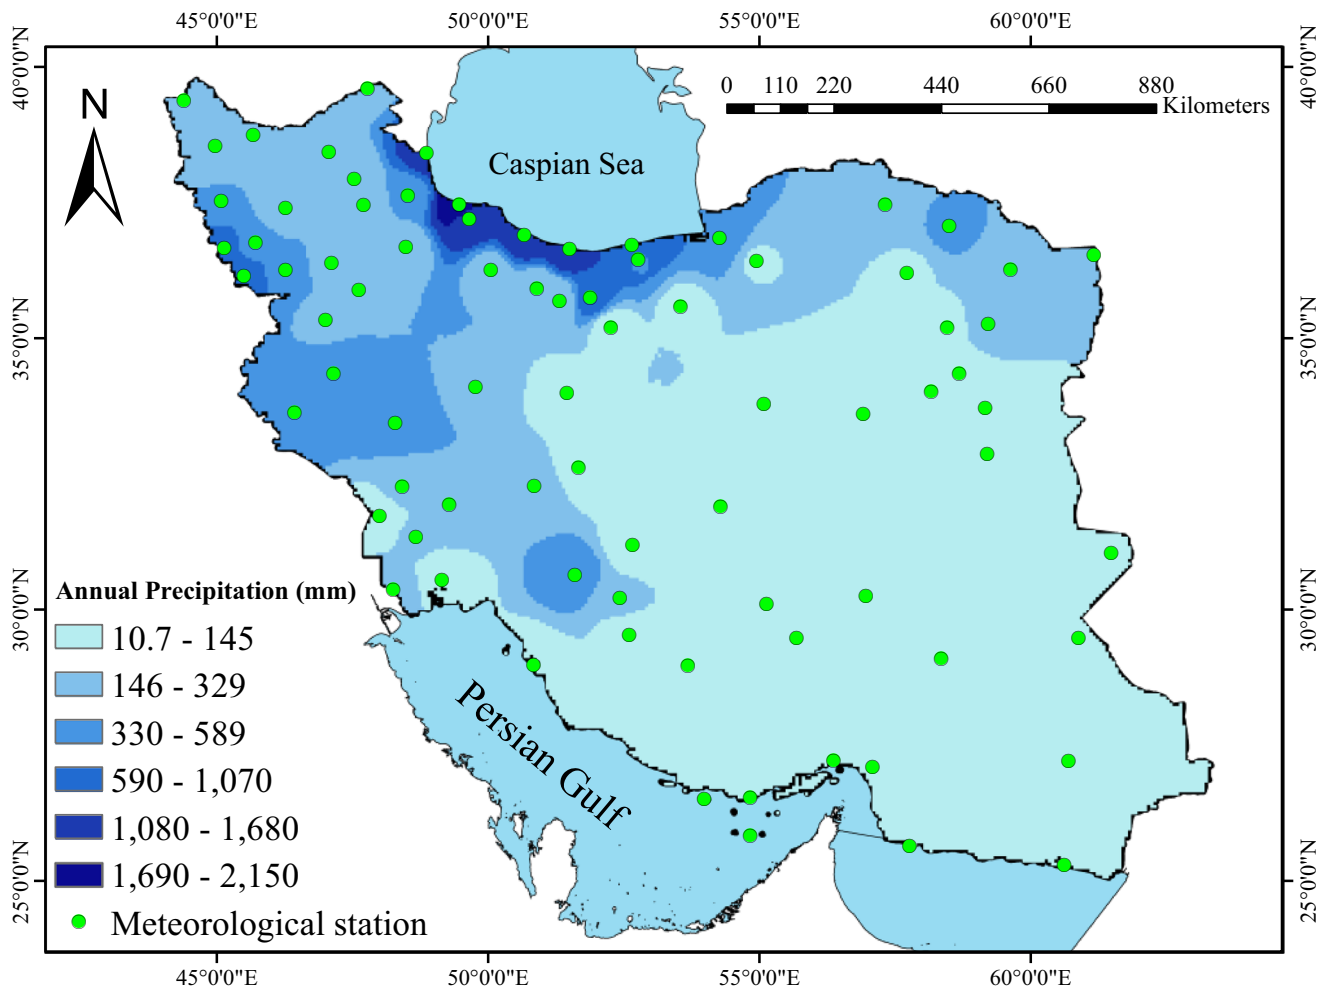 45°0'0"E 50°0'0"E 55°0'0"E 60°0'0"E
40°0'0"N
40°0'0"N
N
0 110 220 440 660 880
Kilometers
Caspian Sea
35°0'0"N
35°0'0"N
30°0'0"N
30°0'0"N
Annual Precipitation (mm)
10.7 - 145
146 - 329
330 - 589
590 - 1,070
1,080 - 1,680
1,690 - 2,150
Meteorological station
Persian Gulf
25°0'0"N
25°0'0"N
45°0'0"E 50°0'0"E 55°0'0"E 60°0'0"E